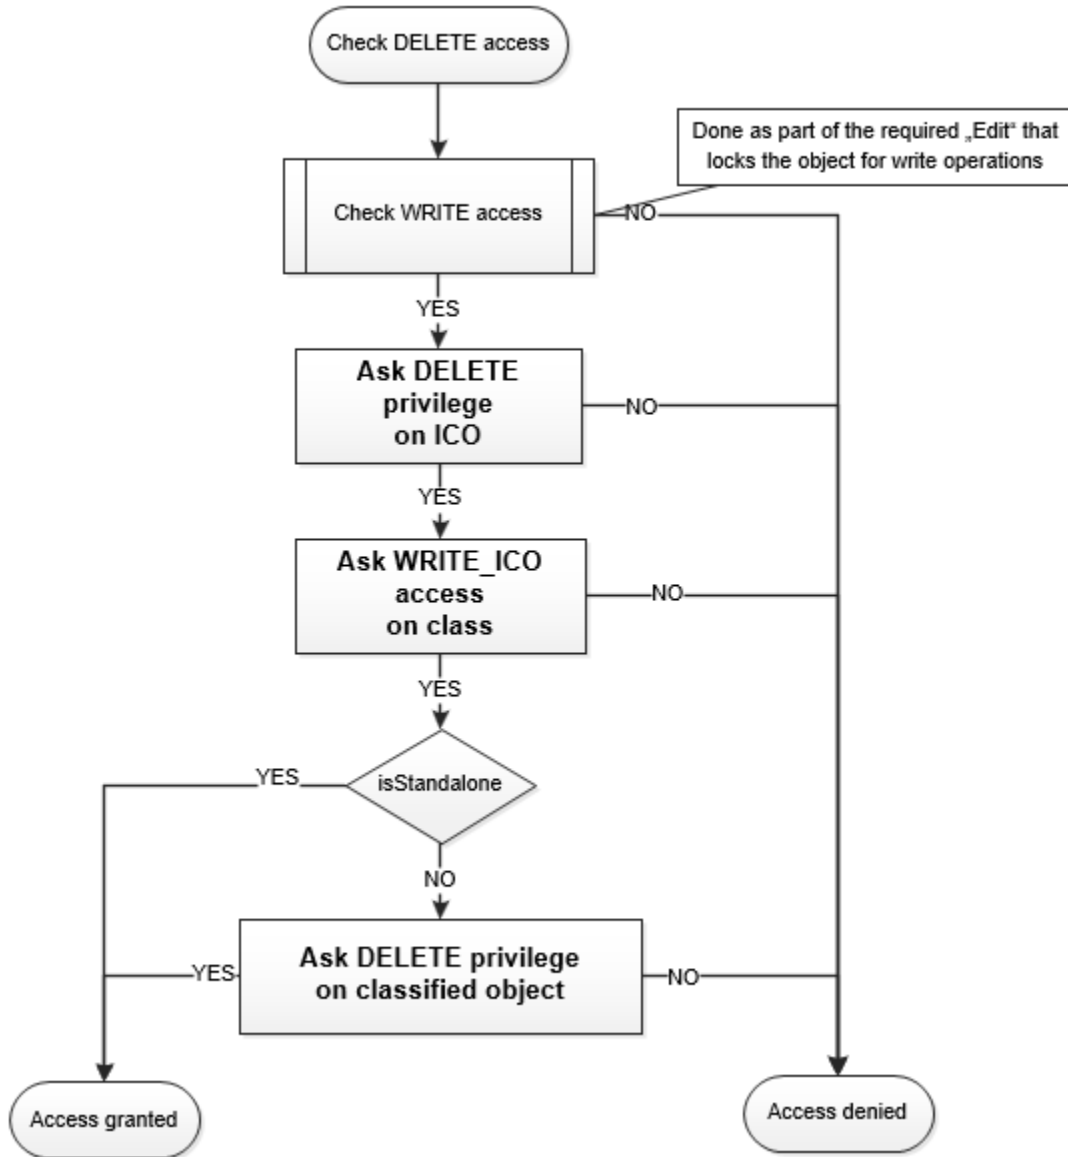 Check DELETE access
Done as part of the required „Edit“ that
locks the object for write operations
Check WRITE access
NO
YES
Ask DELETE
privilege
on ICO
NO
YES
Ask WRITE_ICO
access
on class
NO
YES
YES
isStandalone
NO
Ask DELETE privilege
on classified object
YES
NO
Access granted
Access denied